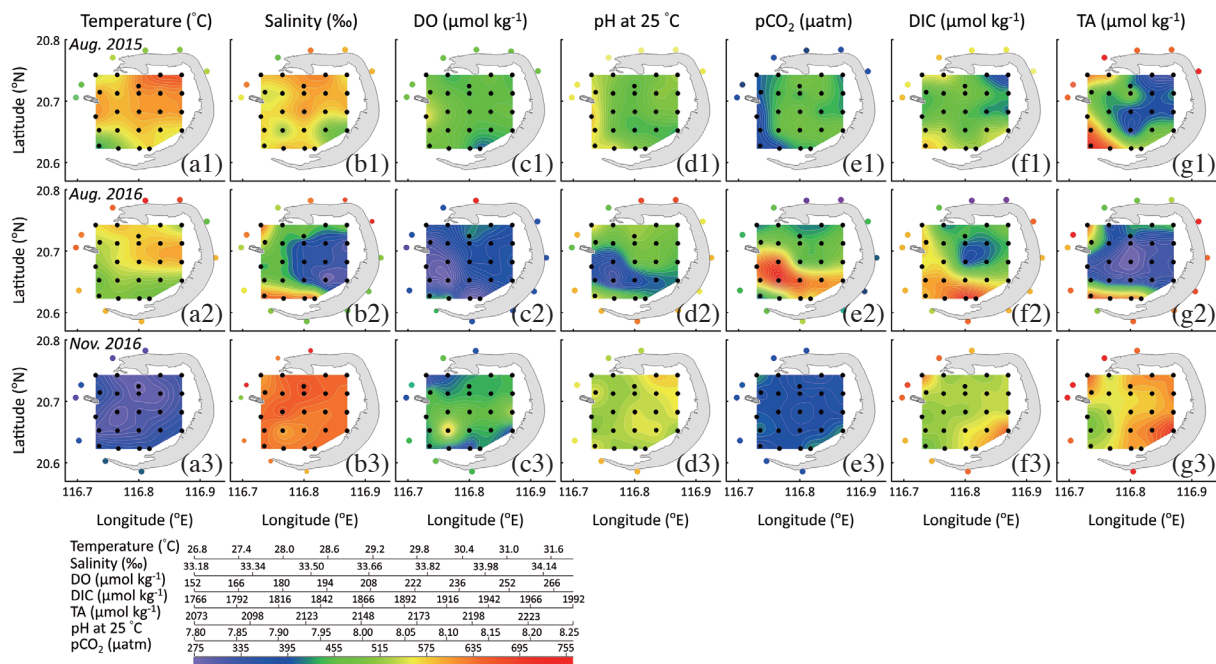 Temperature (°C) Salinity (‰) DO (μmol kg-1) pH at 25 °C pCO2 (μatm) DIC (μmol kg-1) TA (μmol kg-1)
20.8 Aug. 2015
20.7
20.6
Latitude (°N)
(a1) (b1) (c1) (d1) (e1) (f1) (g1)
20.8 Aug. 2016
20.7
20.6
Latitude (°N)
(a2) (b2) (c2) (d2) (e2) (f2) (g2)
20.8 Nov. 2016
20.7
20.6
Latitude (°N)
(a3) (b3) (c3) (d3) (e3) (f3) (g3)
116.7 116.8 116.9 116.7 116.8 116.9 116.7 116.8 116.9 116.7 116.8 116.9 116.7 116.8 116.9 116.7 116.8 116.9 116.7 116.8 116.9
Longitude (°E) Longitude (°E) Longitude (°E) Longitude (°E) Longitude (°E) Longitude (°E) Longitude (°E)
Temperature (°C) 26.8 27.4 28.0 28.6 29.2 29.8 30.4 31.0 31.6
Salinity (‰) 33.18 33.34 33.50 33.66 33.82 33.98 34.14
DO (μmol kg-1) 152 166 180 194 208 222 236 252 266
DIC (μmol kg-1) 1766 1792 1816 1842 1866 1892 1916 1942 1966 1992
TA (μmol kg-1) 2073 2098 2123 2148 2173 2198 2223
pH at 25 °C 7.80 7.85 7.90 7.95 8.00 8.05 8.10 8.15 8.20 8.25
pCO2 (μatm) 275 335 395 455 515 575 635 695 755